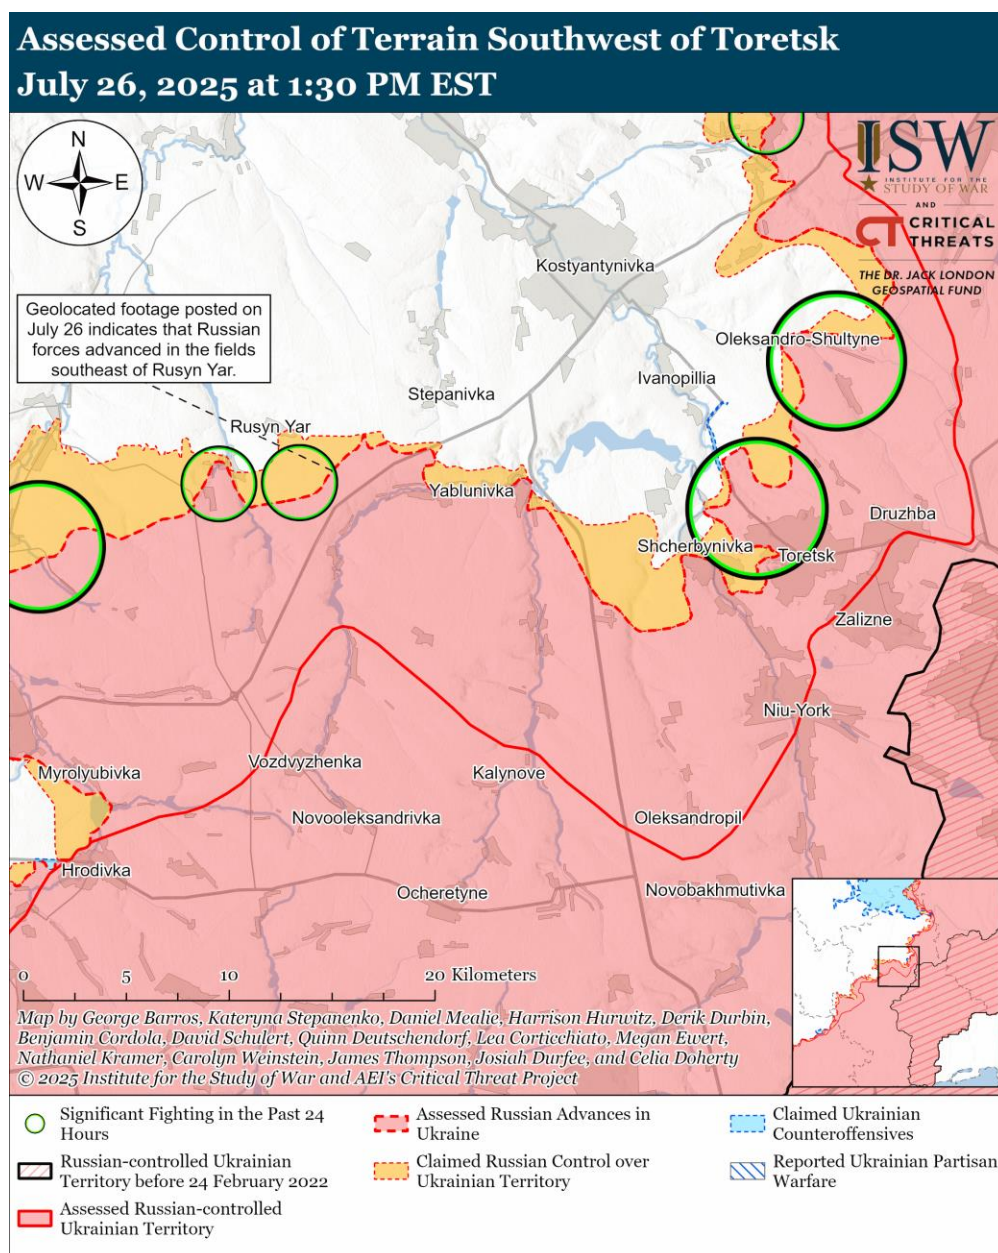 Assessed Control of Terrain Southwest of Toretsk
July 26, 2025 at 1:30 PM EST
N
W
E
S
ISW
INSTITUTE FOR THE
STUDY OF WAR
AND
CT CRITICAL
THREATS
THE DR. JACK LONDON
GEOSPATIAL FUND
Kostyantynivka
Geolocated footage posted on
July 26 indicates that Russian
forces advanced in the fields
southeast of Rusyn Yar.
Oleksandro-Shultyne
Ivanopillia
Stepanivka
Rusyn Yar
Yablunivka
Druzhba
Shcherbynivka
Toretsk
Zalizne
Niu-York
Vozdvyzhenka
Myrolyubivka
Kalynove
Novooleksandrivka
Oleksandropil
Hrodivka
Ocheretyne
Novobakhmutivka
0 5 10 20 Kilometers
Map by George Barros, Kateryna Stepanenko, Daniel Mealie, Harrison Hurwitz, Derik Durbin,
Benjamin Cordola, David Schulert, Quinn Deutschendorf, Lea Corticchiato, Megan Ewert,
Nathaniel Kramer, Carolyn Weinstein, James Thompson, Josiah Durfee, and Celia Doherty
© 2025 Institute for the Study of War and AEI's Critical Threat Project
Significant Fighting in the Past 24
Hours
Russian-controlled Ukrainian
Territory before 24 February 2022
Assessed Russian-controlled
Ukrainian Territory
Assessed Russian Advances in
Ukraine
Claimed Russian Control over
Ukrainian Territory
Claimed Ukrainian
Counteroffensives
Reported Ukrainian Partisan
Warfare